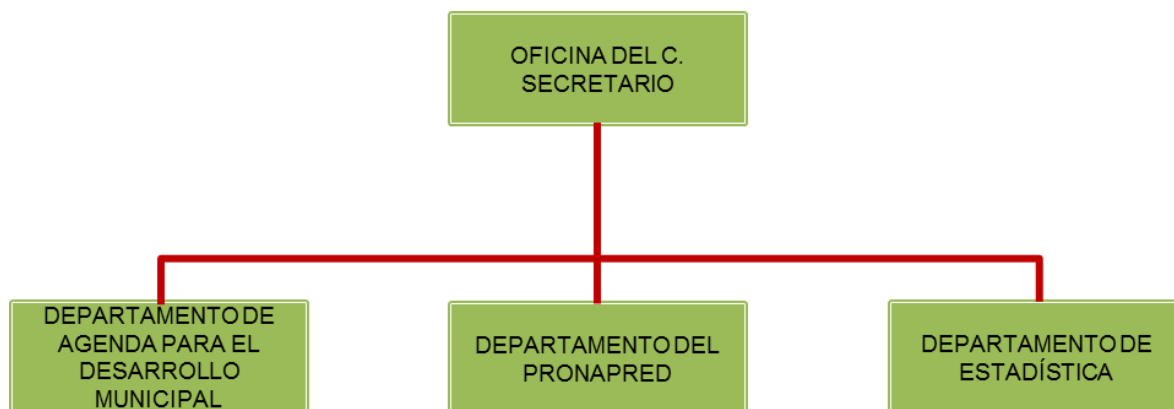 OFICINA DEL C.
SECRETARIO
DEPARTAMENTO DE
AGENDA PARA EL
DESARROLLO
MUNICIPAL
DEPARTAMENTO DEL
PRONAPRED
DEPARTAMENTO DE
ESTADÍSTICA